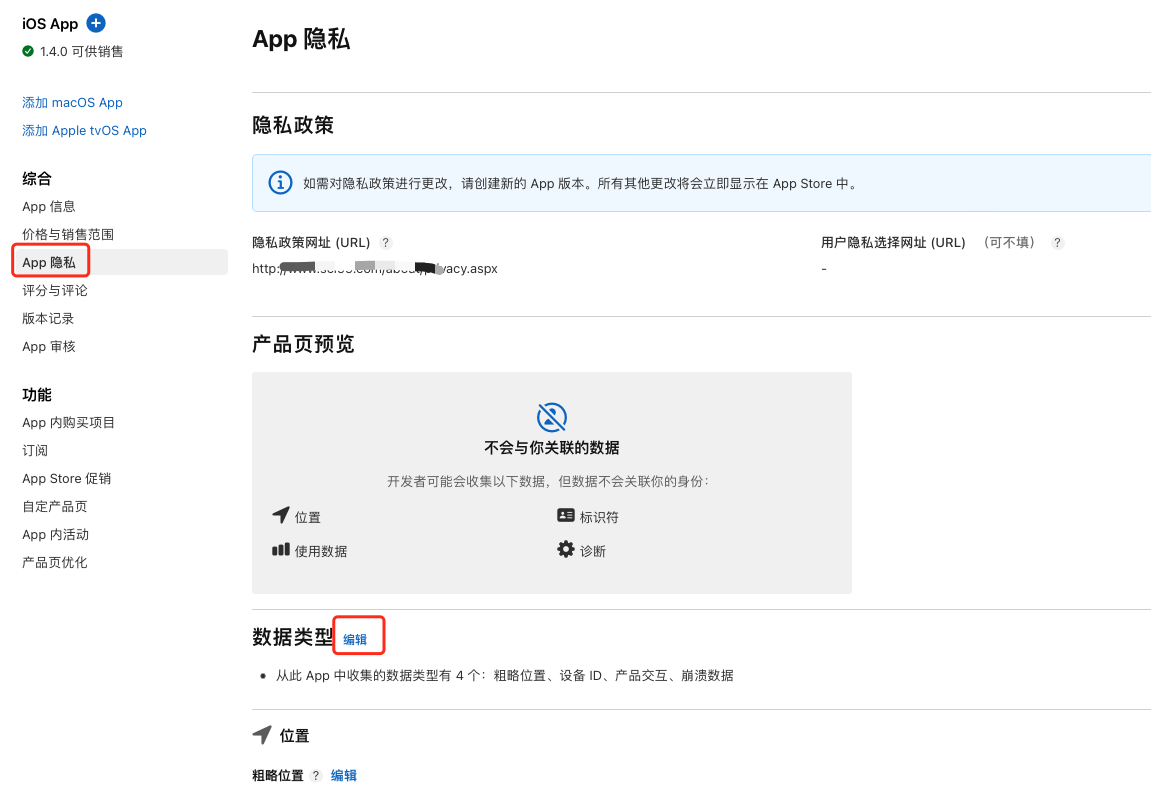 iOS App
1.4.0 可供销售
添加 macOS App
添加 Apple tvOS App
综合
App 信息
价格与销售范围
App 隐私
评分与评论
版本记录
App 审核
功能
App 内购买项目
订阅
App Store 促销
自定产品页
App 内活动
产品页优化
App 隐私
隐私政策
如需对隐私政策进行更改，请创建新的 App 版本。所有其他更改将会立即显示在 App Store 中。
隐私政策网址 (URL) ?
用户隐私选择网址 (URL) （可不填） ?
http:/ vacy.aspx
-
产品页预览
不会与你关联的数据
开发者可能会收集以下数据，但数据不会关联你的身份：
位置
标识符
使用数据
诊断
数据类型 编辑
• 从此 App 中收集的数据类型有 4 个：粗略位置、设备 ID、产品交互、崩溃数据
位置
粗略位置 ? 编辑